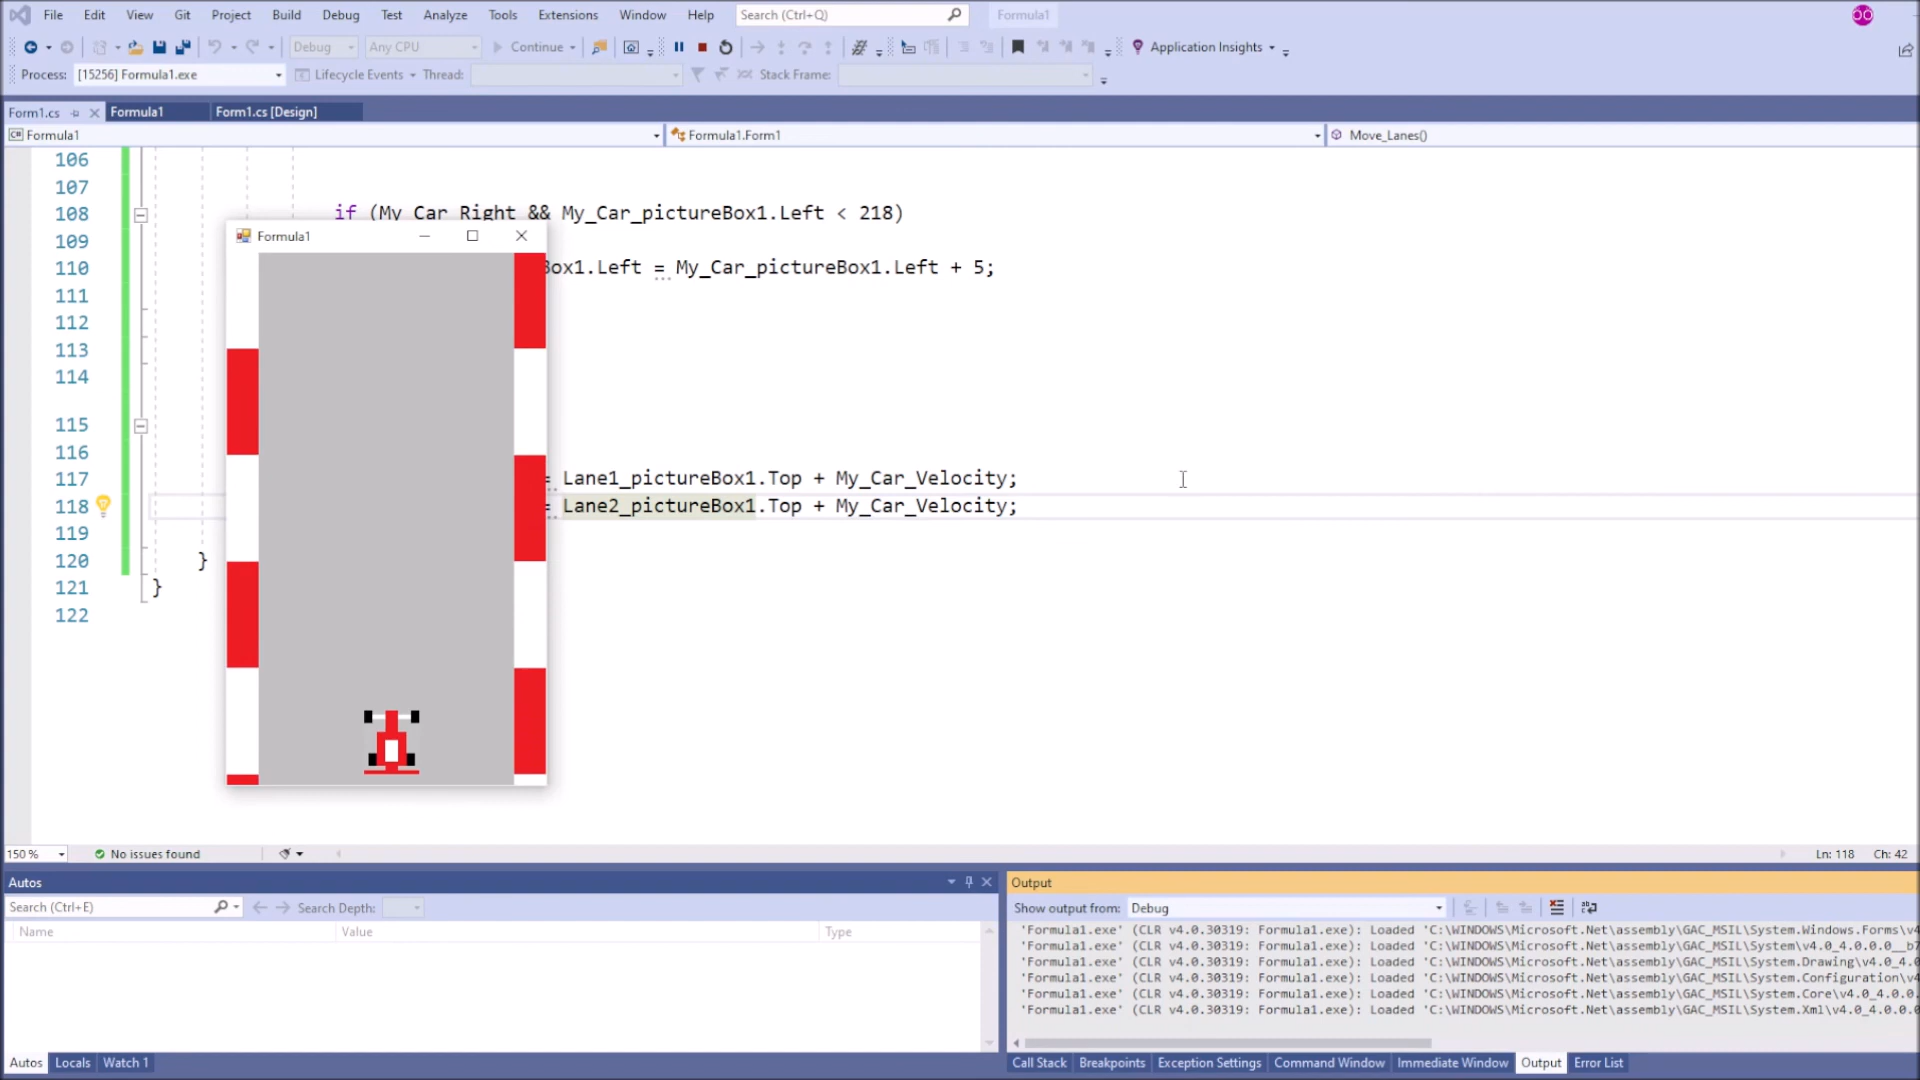 File Edit View Git Project Build Debug Test Analyze Tools Extensions Window Help Search (Ctrl+Q) Formula1
Debug Any CPU Continue Application Insights
Process: [15256] Formula1.exe Lifecycle Events Thread: Stack Frame:
Form1.cs Formula1 Form1.cs [Design]
Formula1 Formula1.Form1 Move_Lanes()
106
107
108 if (My_Car_Right && My_Car_pictureBox1.Left < 218)
109
110 Box1.Left = My_Car_pictureBox1.Left + 5;
111
112
113
114
115
116
117 = Lane1_pictureBox1.Top + My_Car_Velocity;
118 = Lane2_pictureBox1.Top + My_Car_Velocity;
119
120 }
121 }
122
Formula1
150 % No issues found Ln: 118 Ch: 42
Autos
Search (Ctrl+E) Search Depth:
Name Value Type
Autos Locals Watch 1
Output
Show output from: Debug
'Formula1.exe' (CLR v4.0.30319: Formula1.exe): Loaded 'C:\WINDOWS\Microsoft.Net\assembly\GAC_MSIL\System.Windows.Forms\v4
'Formula1.exe' (CLR v4.0.30319: Formula1.exe): Loaded 'C:\WINDOWS\Microsoft.Net\assembly\GAC_MSIL\System\v4.0_4.0.0.0__b7
'Formula1.exe' (CLR v4.0.30319: Formula1.exe): Loaded 'C:\WINDOWS\Microsoft.Net\assembly\GAC_MSIL\System.Drawing\v4.0_4.0
'Formula1.exe' (CLR v4.0.30319: Formula1.exe): Loaded 'C:\WINDOWS\Microsoft.Net\assembly\GAC_MSIL\System.Configuration\v4
'Formula1.exe' (CLR v4.0.30319: Formula1.exe): Loaded 'C:\WINDOWS\Microsoft.Net\assembly\GAC_MSIL\System.Core\v4.0_4.0.0.
'Formula1.exe' (CLR v4.0.30319: Formula1.exe): Loaded 'C:\WINDOWS\Microsoft.Net\assembly\GAC_MSIL\System.Xml\v4.0_4.0.0.0
Call Stack Breakpoints Exception Settings Command Window Immediate Window Output Error List